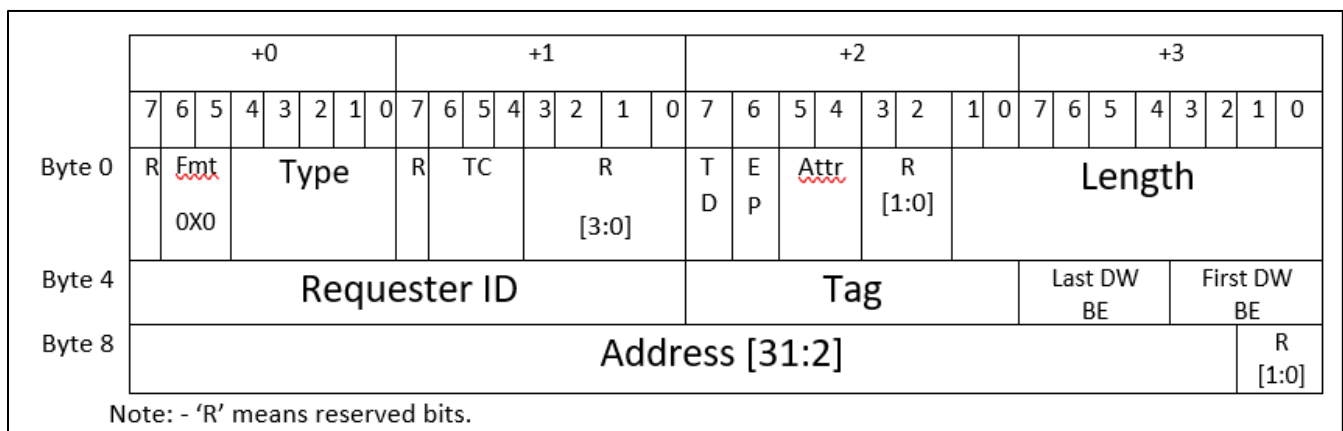 +0 +1 +2 +3
7 6 5 4 3 2 1 0 7 6 5 4 3 2 1 0 7 6 5 4 3 2 1 0 7 6 5 4 3 2 1 0
Byte 0 R Fmt Type R TC R T E Attr R Length
0X0 [3:0] D P [1:0]
Byte 4 Requester ID Tag Last DW First DW
BE BE
Byte 8 Address [31:2] R
[1:0]
Note: - ‘R’ means reserved bits.